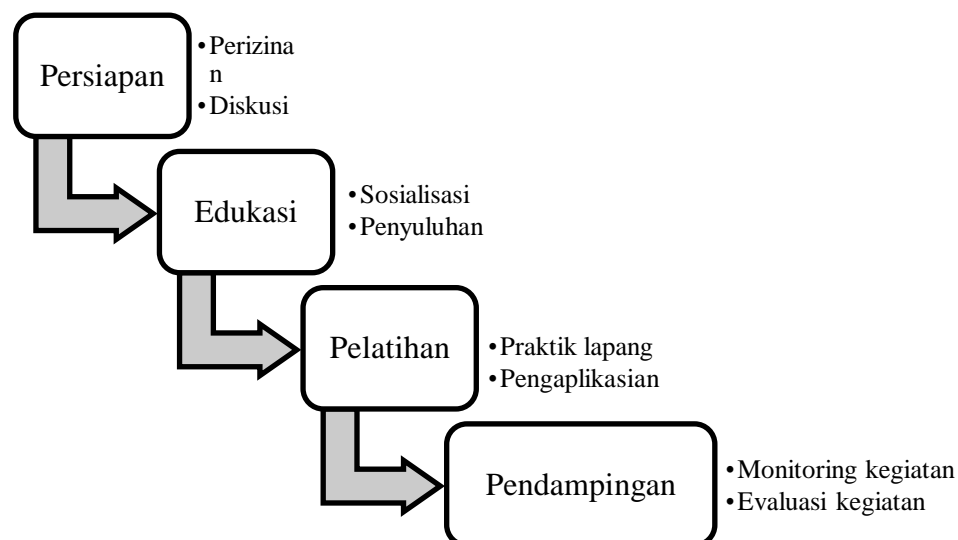 Persiapan
•Perizina
n
•Diskusi
Edukasi
•Sosialisasi
•Penyuluhan
Pelatihan
•Praktik lapang
•Pengaplikasian
Pendampingan
•Monitoring kegiatan
•Evaluasi kegiatan